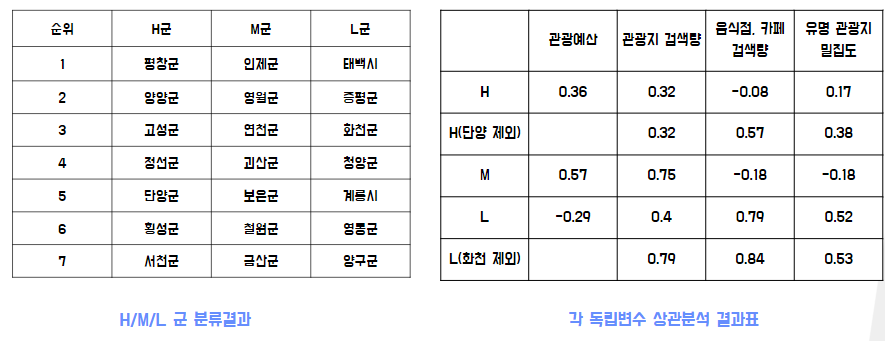 순위 H군 M군 L군
1 평창군 인제군 태백시
2 양양군 영월군 증평군
3 고성군 연천군 화천군
4 정선군 괴산군 청양군
5 단양군 보은군 계룡시
6 횡성군 철원군 영동군
7 서천군 금산군 양구군
H/M/L 군 분류결과
관광예산 관광지 검색량 음식점, 카페 검색량 유명 관광지 밀집도
H 0.36 0.32 -0.08 0.17
H(단양 제외) 0.32 0.57 0.38
M 0.57 0.75 -0.18 -0.18
L -0.29 0.4 0.79 0.52
L(화천 제외) 0.79 0.84 0.53
각 독립변수 상관분석 결과표